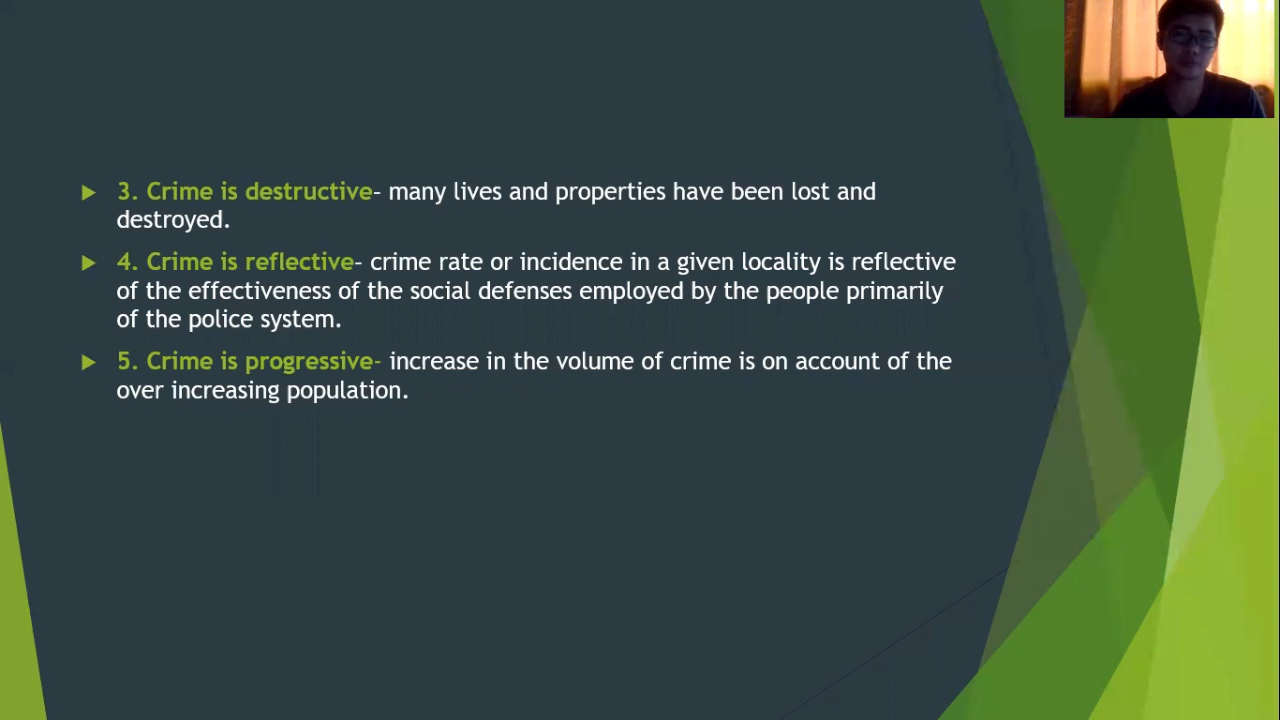 3. Crime is destructive– many lives and properties have been lost and
destroyed.
4. Crime is reflective– crime rate or incidence in a given locality is reflective
of the effectiveness of the social defenses employed by the people primarily
of the police system.
5. Crime is progressive- increase in the volume of crime is on account of the
over increasing population.